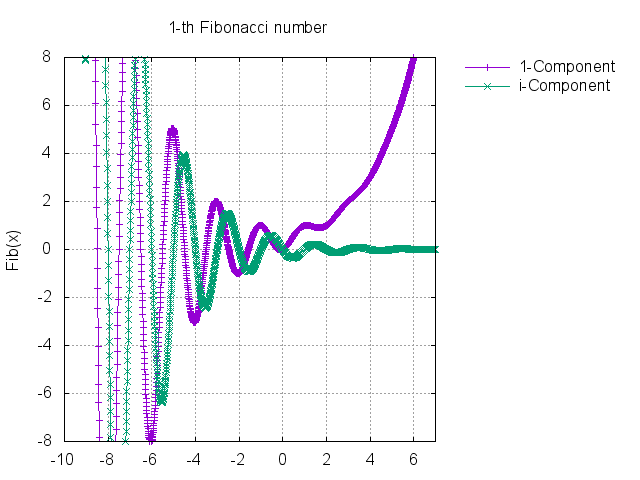 1-th Fibonacci number
8
6
4
2
0
-2
-4
-6
-8
Fib(x)
-10 -8 -6 -4 -2 0 2 4 6
1-Component
i-Component